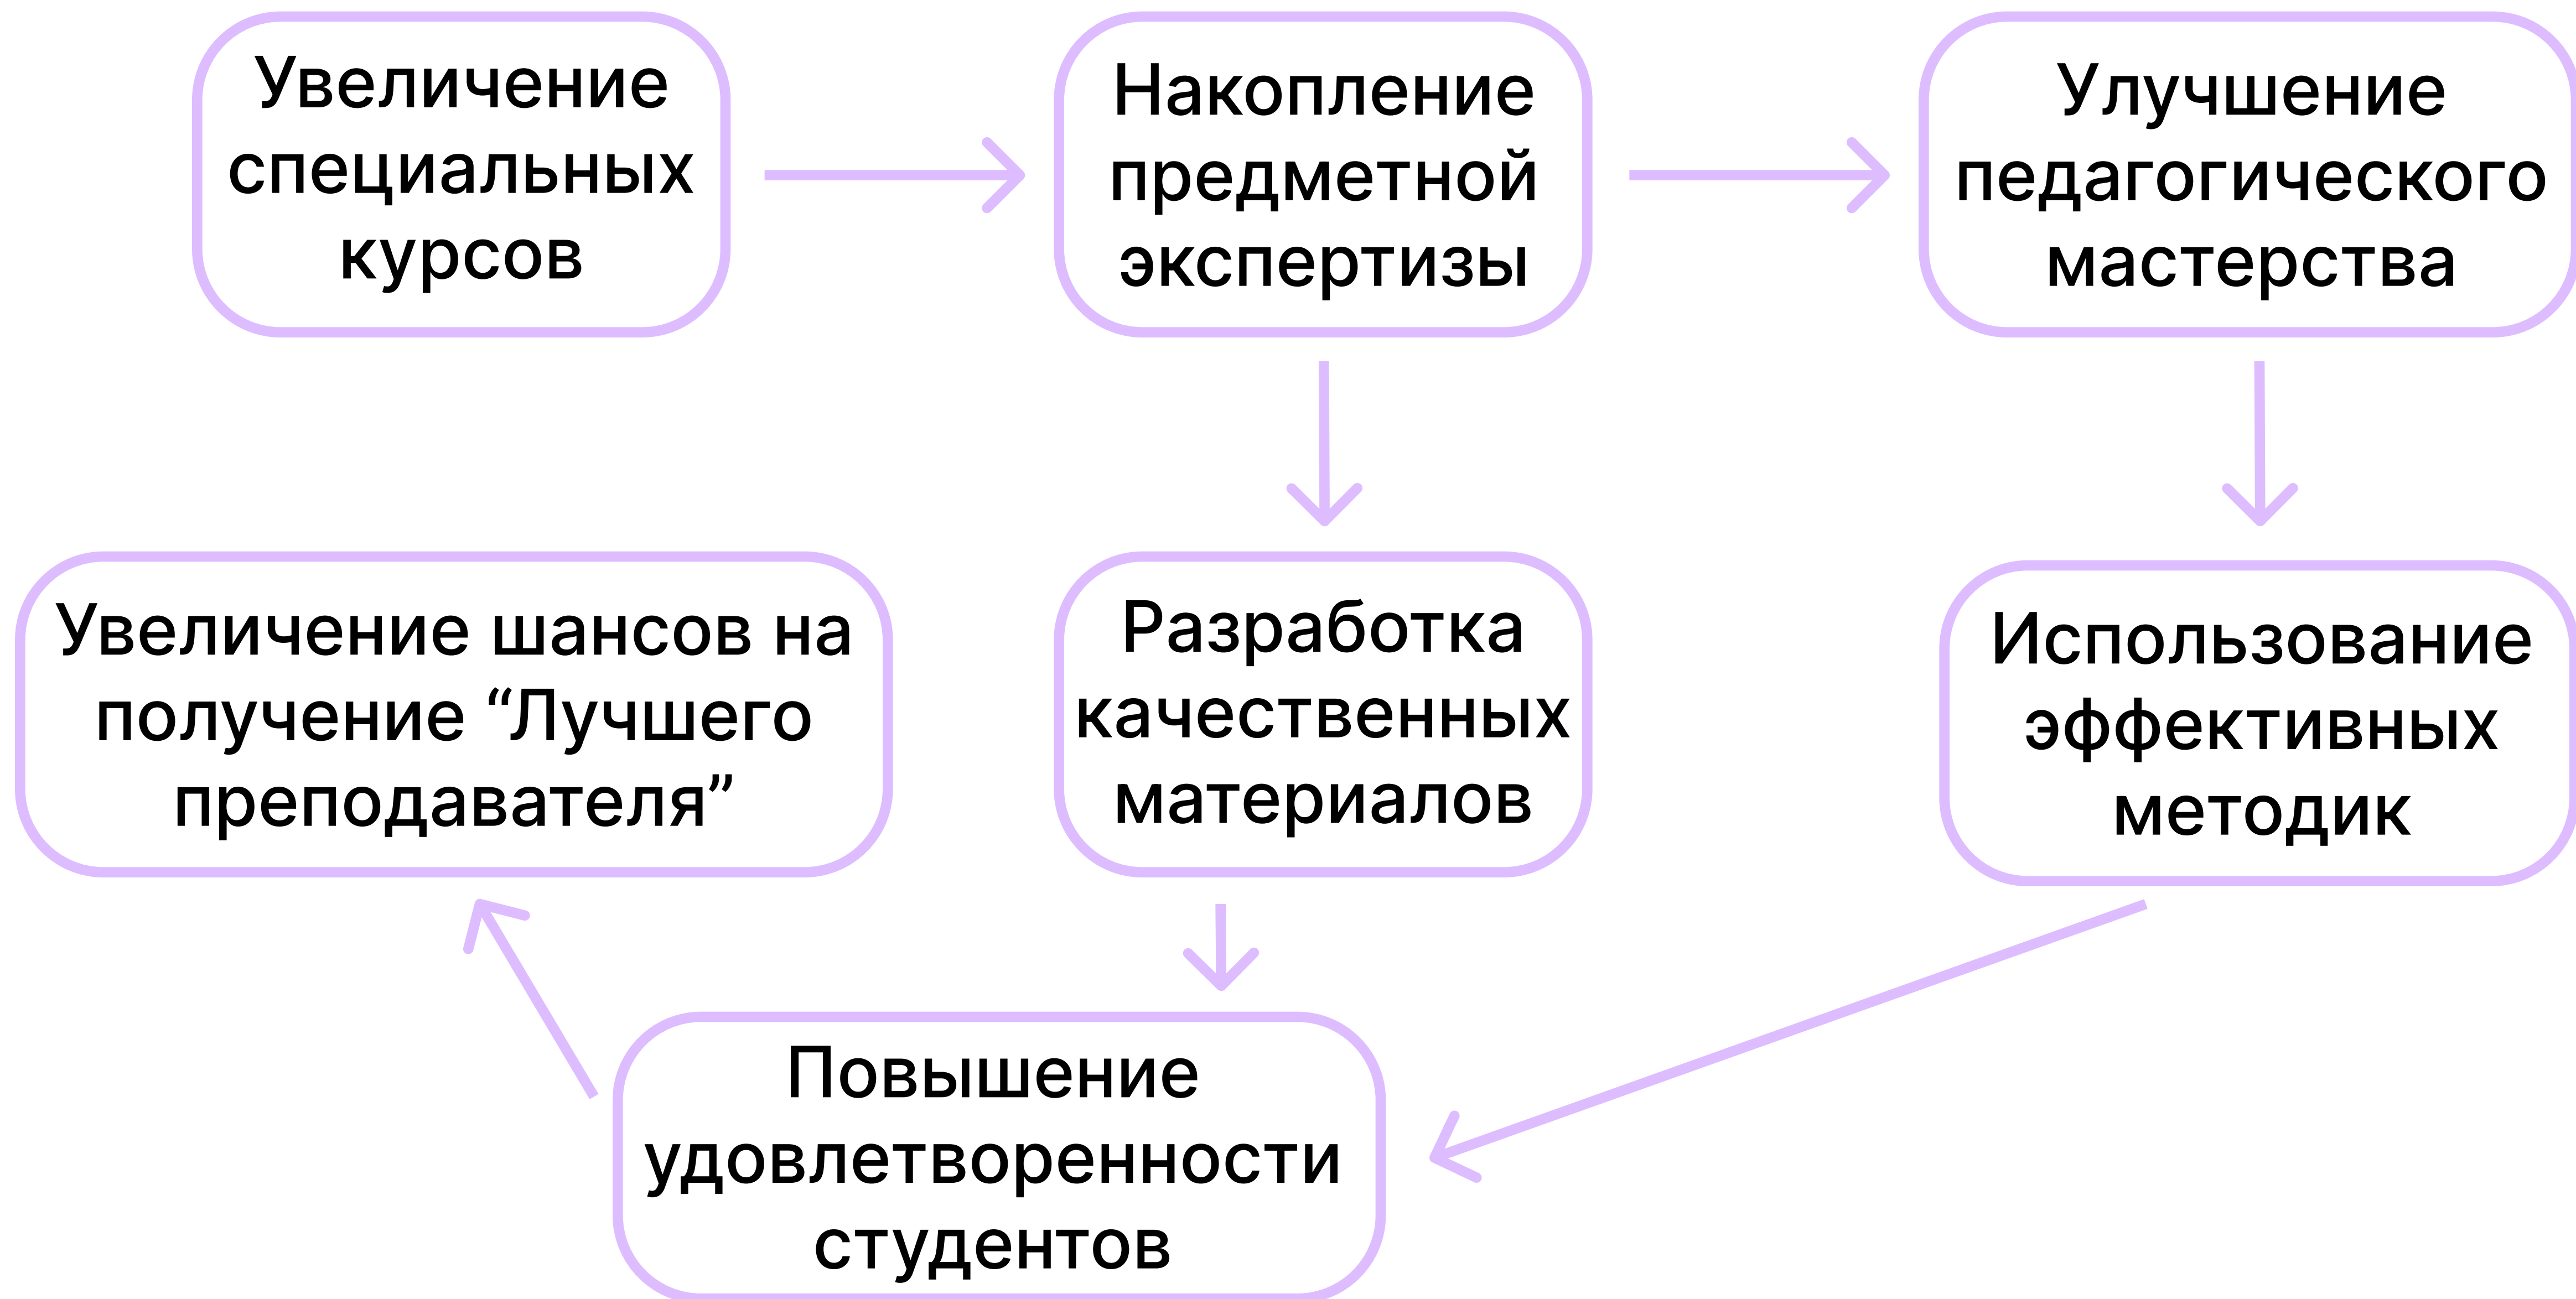 Увеличение
специальных
курсов
Накопление
предметной
экспертизы
Улучшение
педагогического
мастерства
Увеличение шансов на
получение “Лучшего
преподавателя”
Разработка
качественных
материалов
Использование
эффективных
методик
Повышение
удовлетворенности
студентов